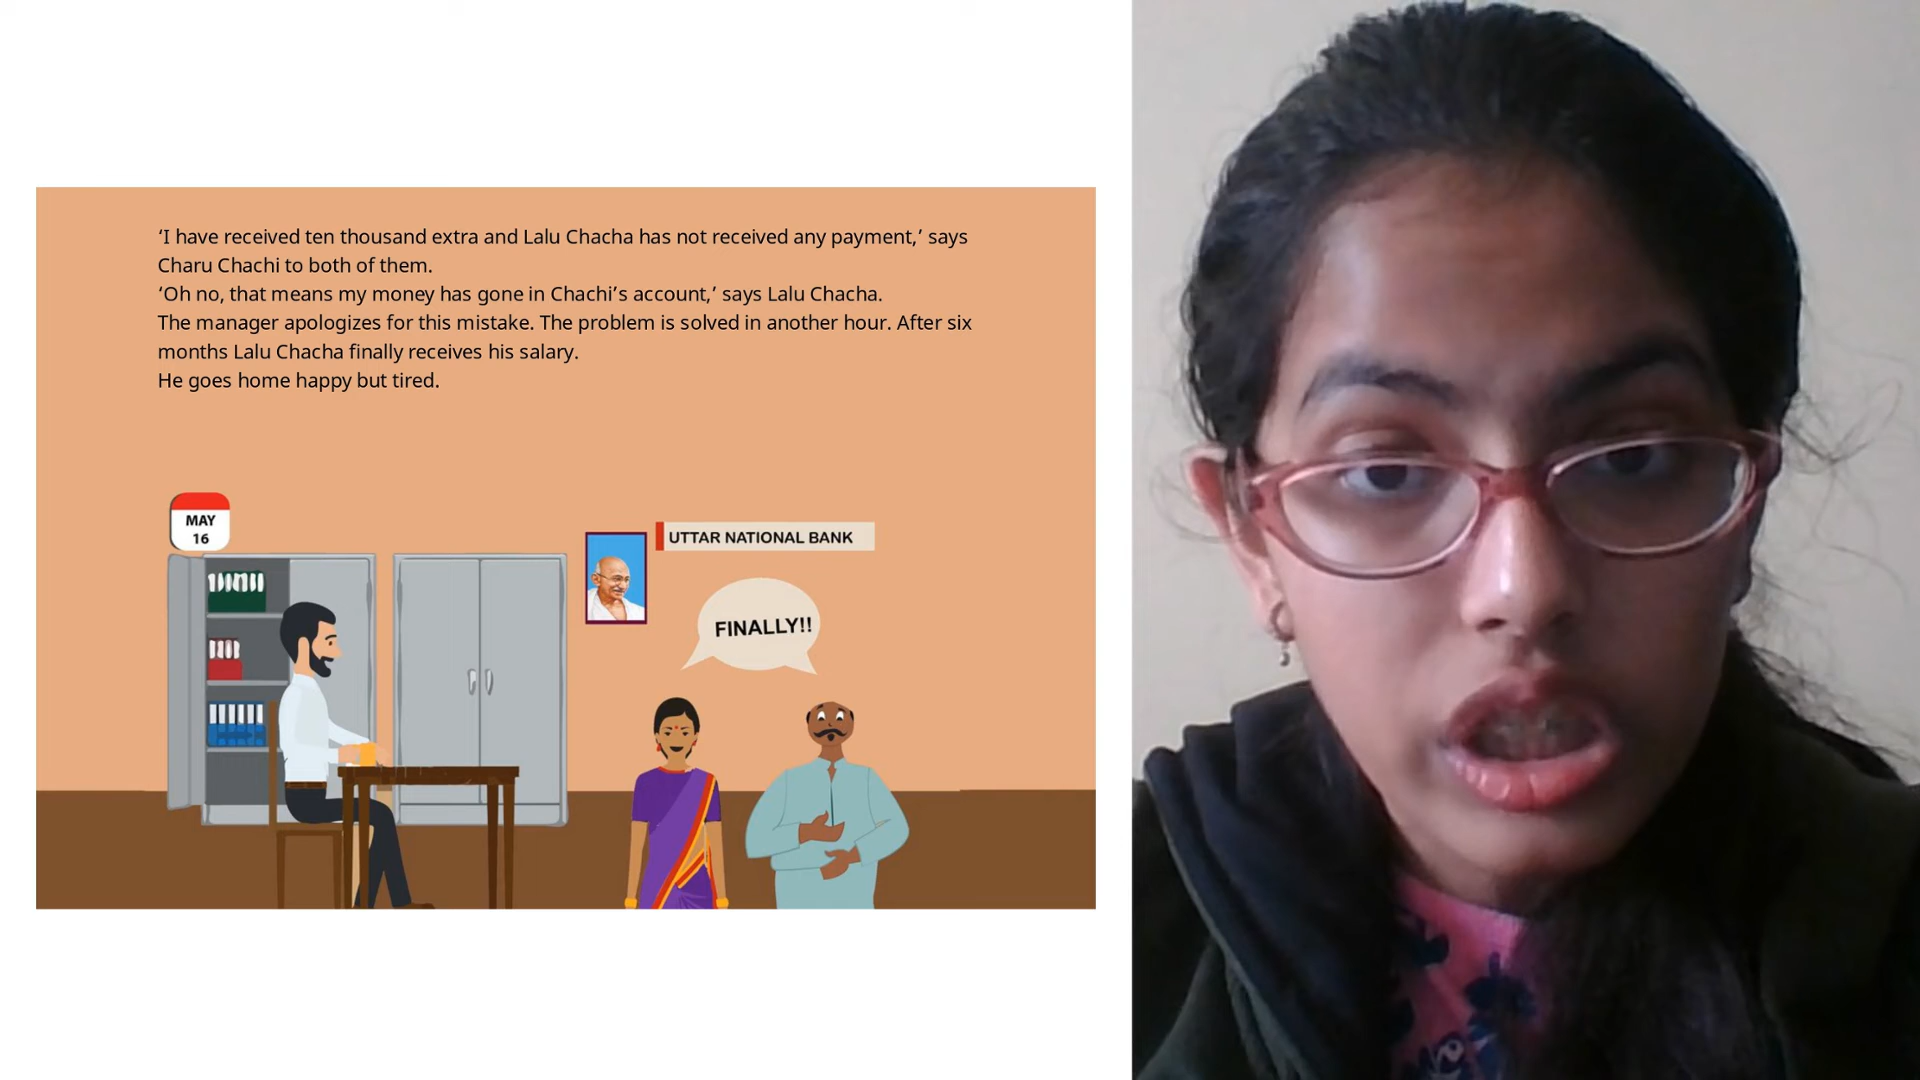 ‘I have received ten thousand extra and Lalu Chacha has not received any payment,’ says
Charu Chachi to both of them.
‘Oh no, that means my money has gone in Chachi’s account,’ says Lalu Chacha.
The manager apologizes for this mistake. The problem is solved in another hour. After six
months Lalu Chacha finally receives his salary.
He goes home happy but tired.
MAY
16
UTTAR NATIONAL BANK
FINALLY!!